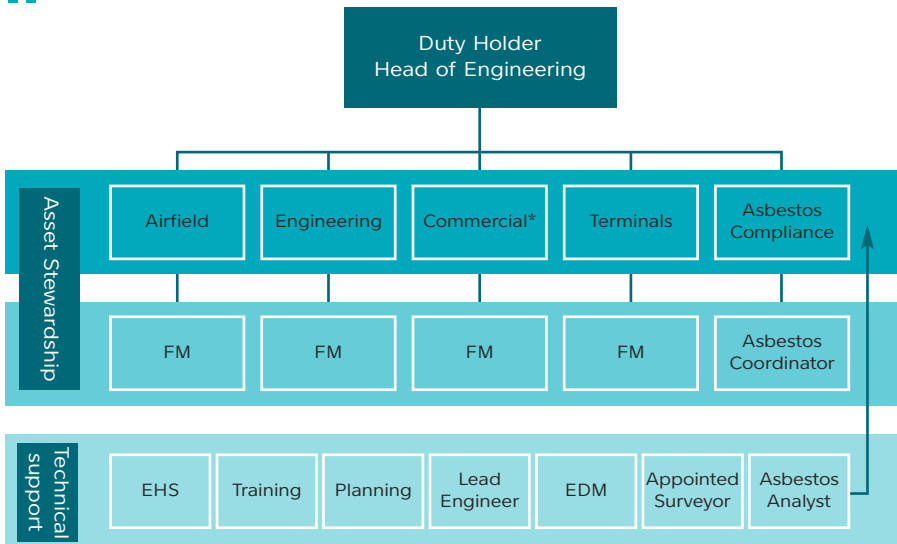 Duty Holder
Head of Engineering
Asset Stewardship
Airfield
Engineering
Commercial*
Terminals
Asbestos
Compliance
FM
FM
FM
FM
Asbestos
Coordinator
Technical
support
EHS
Training
Planning
Lead
Engineer
EDM
Appointed
Surveyor
Asbestos
Analyst